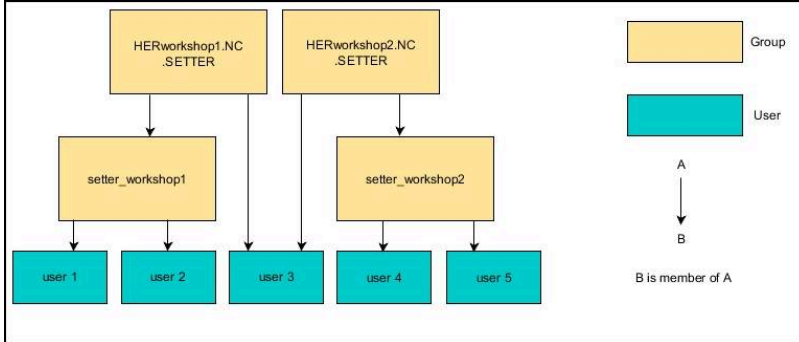 HERworkshop1.NC
.SETTER
HERworkshop2.NC
.SETTER
Group
User
setter_workshop1
setter_workshop2
A
B
user 1
user 2
user 3
user 4
user 5
B is member of A